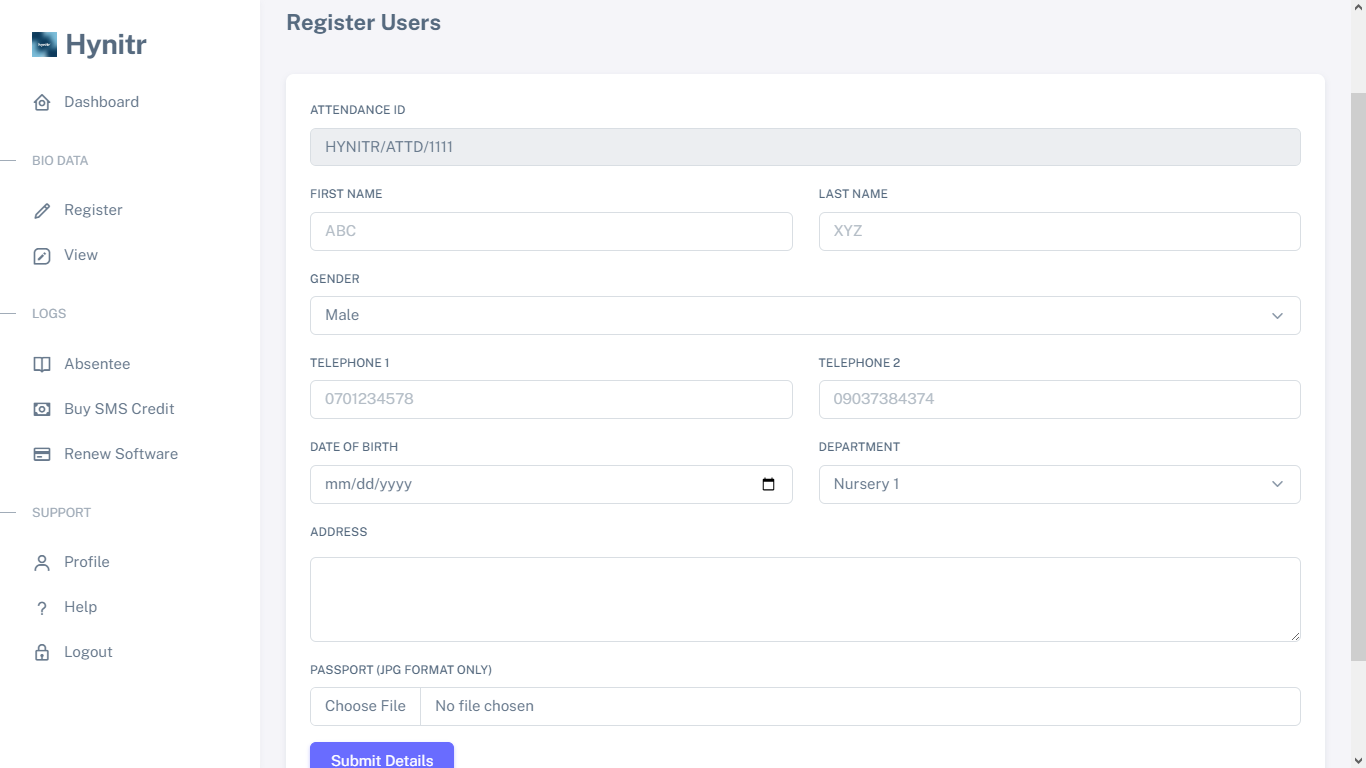 Register Users
Hynitr
Dashboard
BIO DATA
Register
View
LOGS
Absentee
Buy SMS Credit
Renew Software
SUPPORT
Profile
Help
Logout
ATTENDANCE ID
HYNITR/ATTD/1111
FIRST NAME
LAST NAME
ABC
XYZ
GENDER
Male
TELEPHONE 1
TELEPHONE 2
0701234578
09037384374
DATE OF BIRTH
DEPARTMENT
mm/dd/yyyy
Nursery 1
ADDRESS
PASSPORT (JPG FORMAT ONLY)
Choose File No file chosen
Submit Details